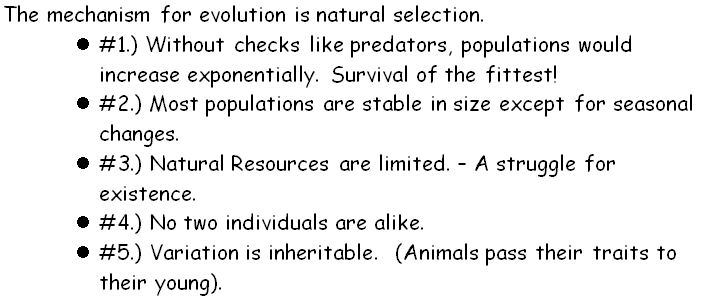 The mechanism for evolution is natural selection.
● #1.) Without checks like predators, populations would
increase exponentially. Survival of the fittest!
● #2.) Most populations are stable in size except for seasonal
changes.
● #3.) Natural Resources are limited. - A struggle for
existence.
● #4.) No two individuals are alike.
● #5.) Variation is inheritable. (Animals pass their traits to
their young).